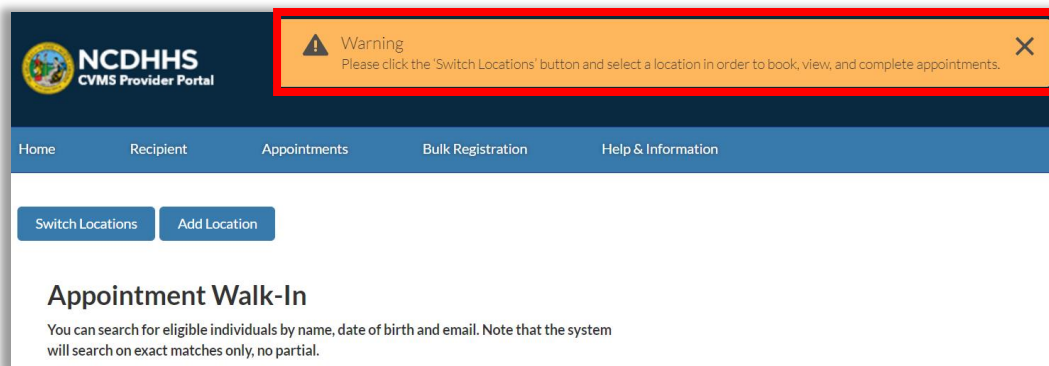 NCDHHS
CVMS Provider Portal
Warning
Please click the 'Switch Locations' button and select a location in order to book, view, and complete appointments.
Home Recipient Appointments Bulk Registration Help & Information
Switch Locations Add Location
Appointment Walk-In
You can search for eligible individuals by name, date of birth and email. Note that the system
will search on exact matches only, no partial.